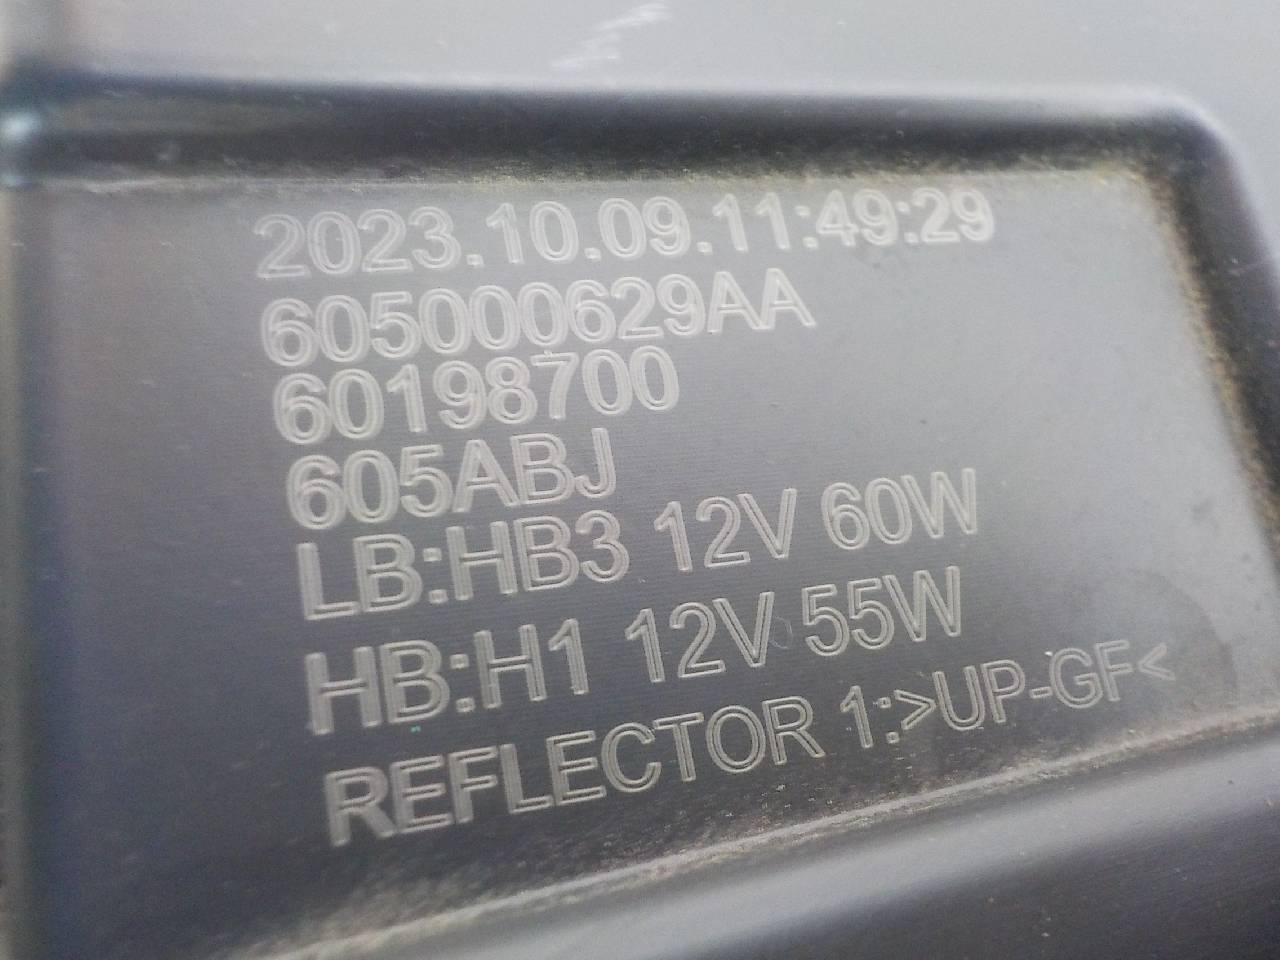 2023.10.09.11:49:29
605000629AA
60198700
605ABJ
LB:HB3 12V 60W
HB:H1 12V 55W
REFLECTOR 1:>UP-GF<